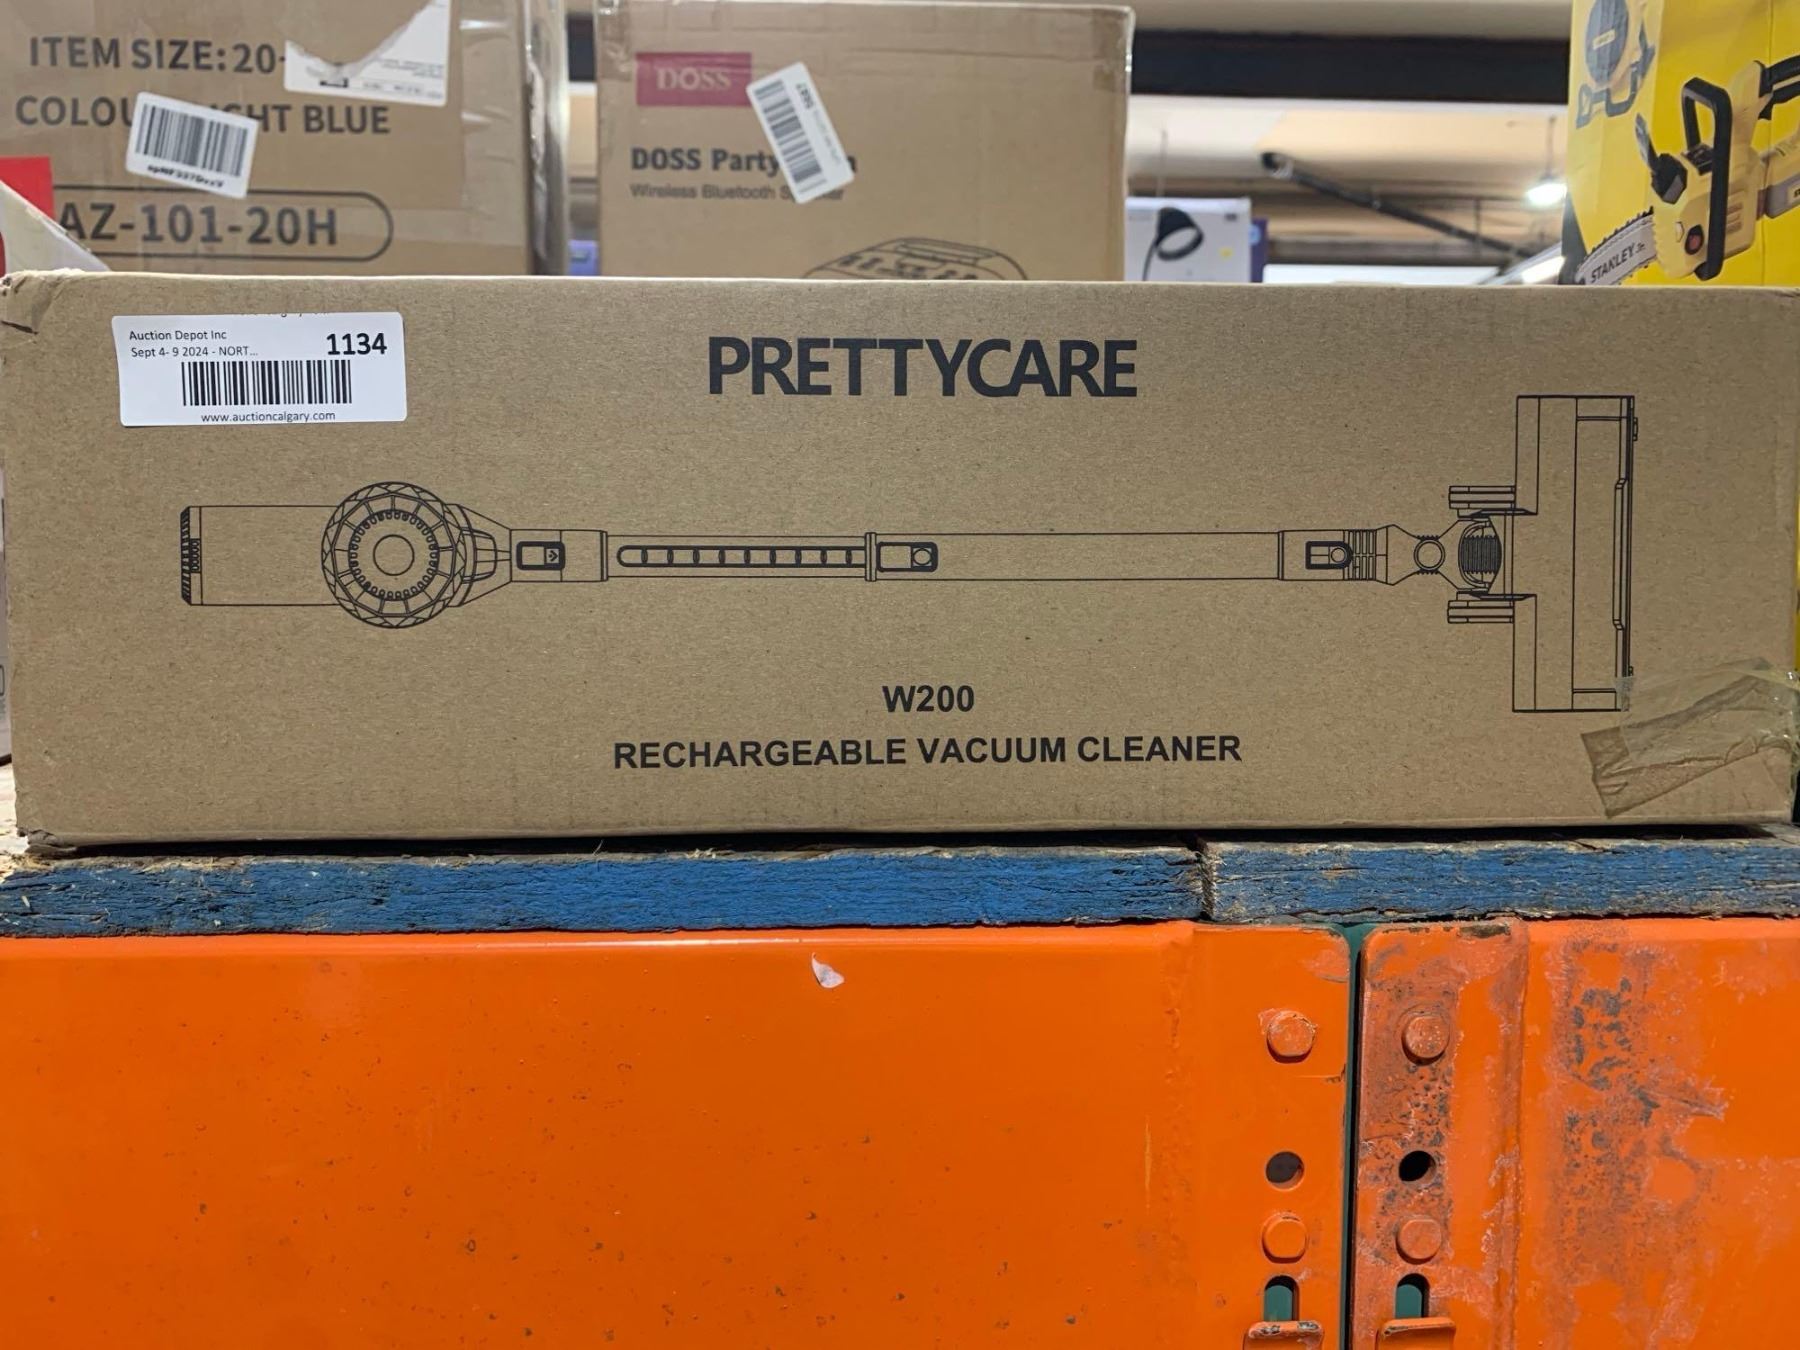 ITEM SIZE: 20
HT BLUE
AZ-101-20H
DOSS
5647
DOSS Party
Wireless Bluetooth
STANLEY
Auction Depot Inc
Sept 4- 9 2024 - NORT...
1134
www.auctioncalgary.com
PRETTYCARE
W200
RECHARGEABLE VACUUM CLEANER